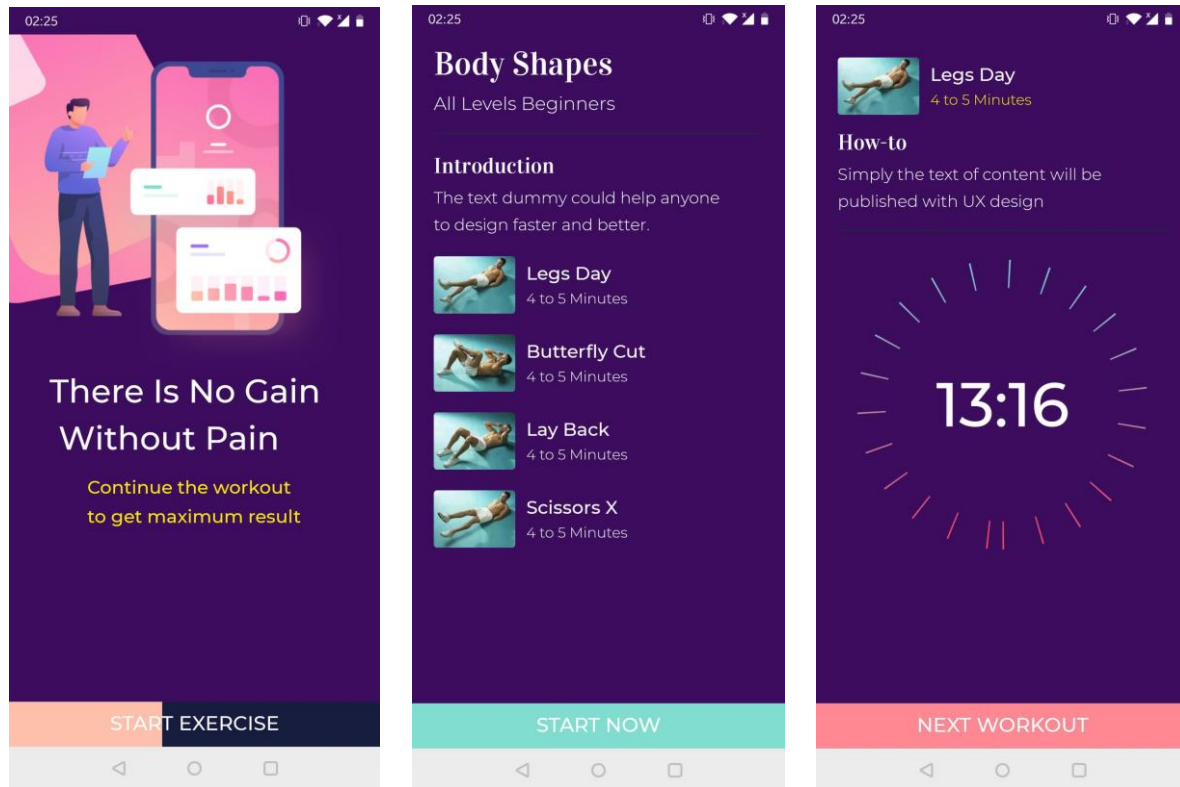 02:25
There Is No Gain
Without Pain
Continue the workout
to get maximum result
START EXERCISE
02:25
Body Shapes
All Levels Beginners
Introduction
The text dummy could help anyone
to design faster and better.
Legs Day
4 to 5 Minutes
Butterfly Cut
4 to 5 Minutes
Lay Back
4 to 5 Minutes
Scissors X
4 to 5 Minutes
START NOW
02:25
Legs Day
4 to 5 Minutes
How-to
Simply the text of content will be
published with UX design
13:16
NEXT WORKOUT